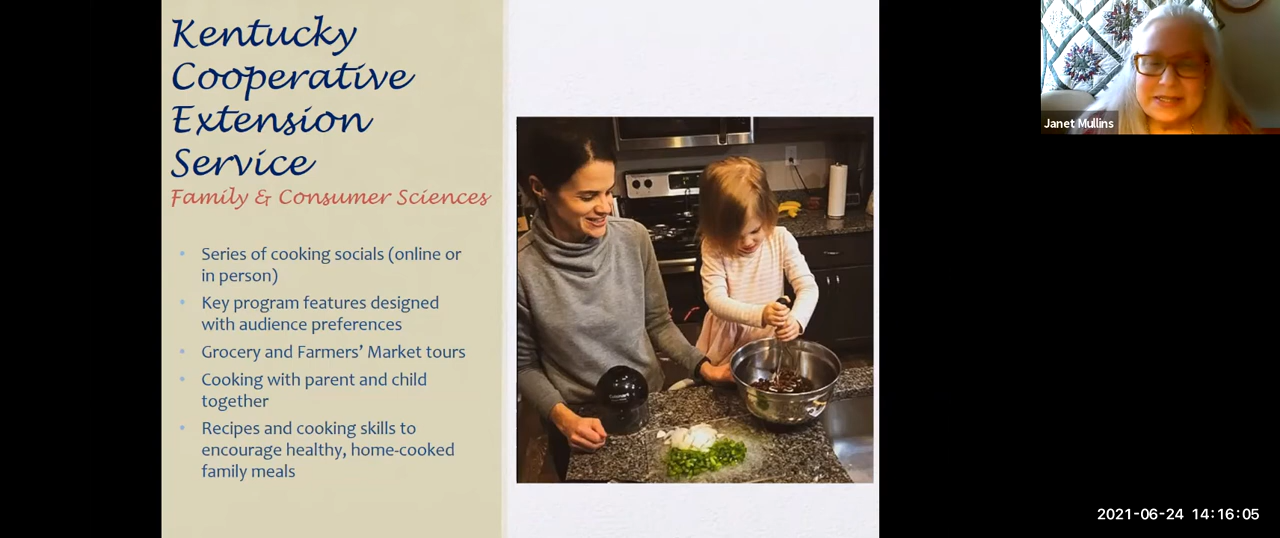 Kentucky
Cooperative
Extension
Service
Family & Consumer Sciences
• Series of cooking socials (online or
in person)
• Key program features designed
with audience preferences
• Grocery and Farmers’ Market tours
• Cooking with parent and child
together
• Recipes and cooking skills to
encourage healthy, home-cooked
family meals
Janet Mullins
2021-06-24 14:16:05